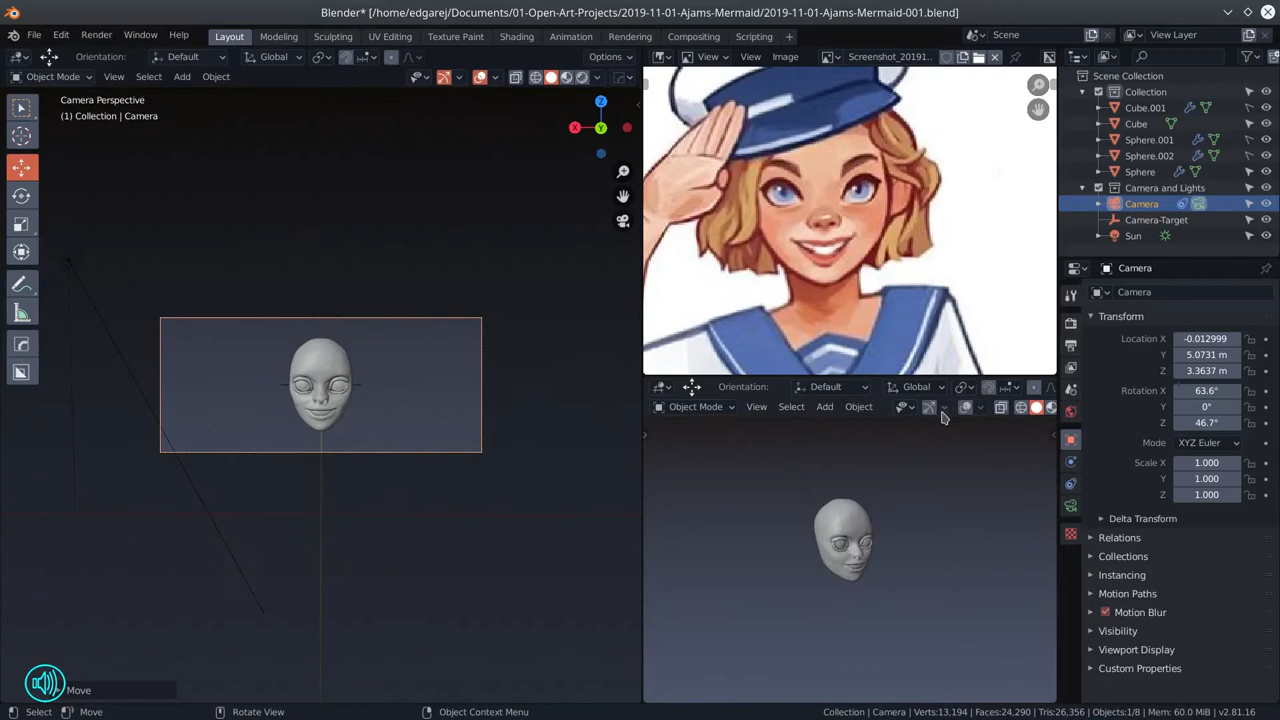 Blender* [/home/edgarej/Documents/01-Open-Art-Projects/2019-11-01-Ajams-Mermaid/2019-11-01-Ajams-Mermaid-001.blend]
File Edit Render Window Help Layout Modeling Sculpting UV Editing Texture Paint Shading Animation Rendering Compositing Scripting + Scene View Layer
Orientation: Default Global Options
Object Mode View Select Add Object
Camera Perspective
(1) Collection | Camera
Z
X
Y
Move
View View Image Screenshot_20191..
Orientation: Default Global
Object Mode View Select Add Object
Scene Collection
Collection
Cube.001
Cube
Sphere.001
Sphere.002
Sphere
Camera and Lights
Camera
Camera-Target
Sun
Camera
Camera
Transform
Location X -0.012999
Y 5.0731 m
Z 3.3637 m
Rotation X 63.6°
Y 0°
Z 46.7°
Mode XYZ Euler
Scale X 1.000
Y 1.000
Z 1.000
Delta Transform
Relations
Collections
Instancing
Motion Paths
Motion Blur
Visibility
Viewport Display
Custom Properties
Select Move Rotate View Object Context Menu Collection | Camera | Verts:13,194 | Faces:24,290 | Tris:26,356 | Objects:1/8 | Mem: 60.0 MiB | v2.81.16